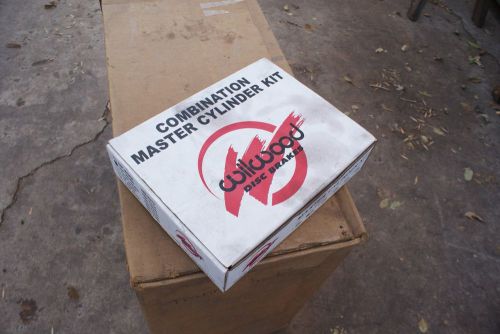 COMBINATION
MASTER CYLINDER KIT
wilwood
DISC BRAKES